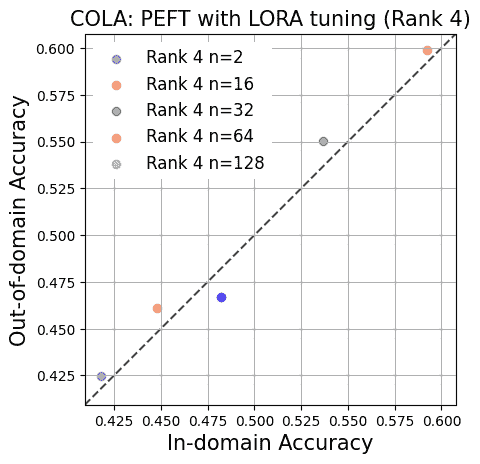 COLA: PEFT with LORA tuning (Rank 4)
Rank 4 n=2
Rank 4 n=16
Rank 4 n=32
Rank 4 n=64
Rank 4 n=128
0.600
0.575
0.550
0.525
0.500
0.475
0.450
0.425
Out-of-domain Accuracy
0.425 0.450 0.475 0.500 0.525 0.550 0.575 0.600
In-domain Accuracy